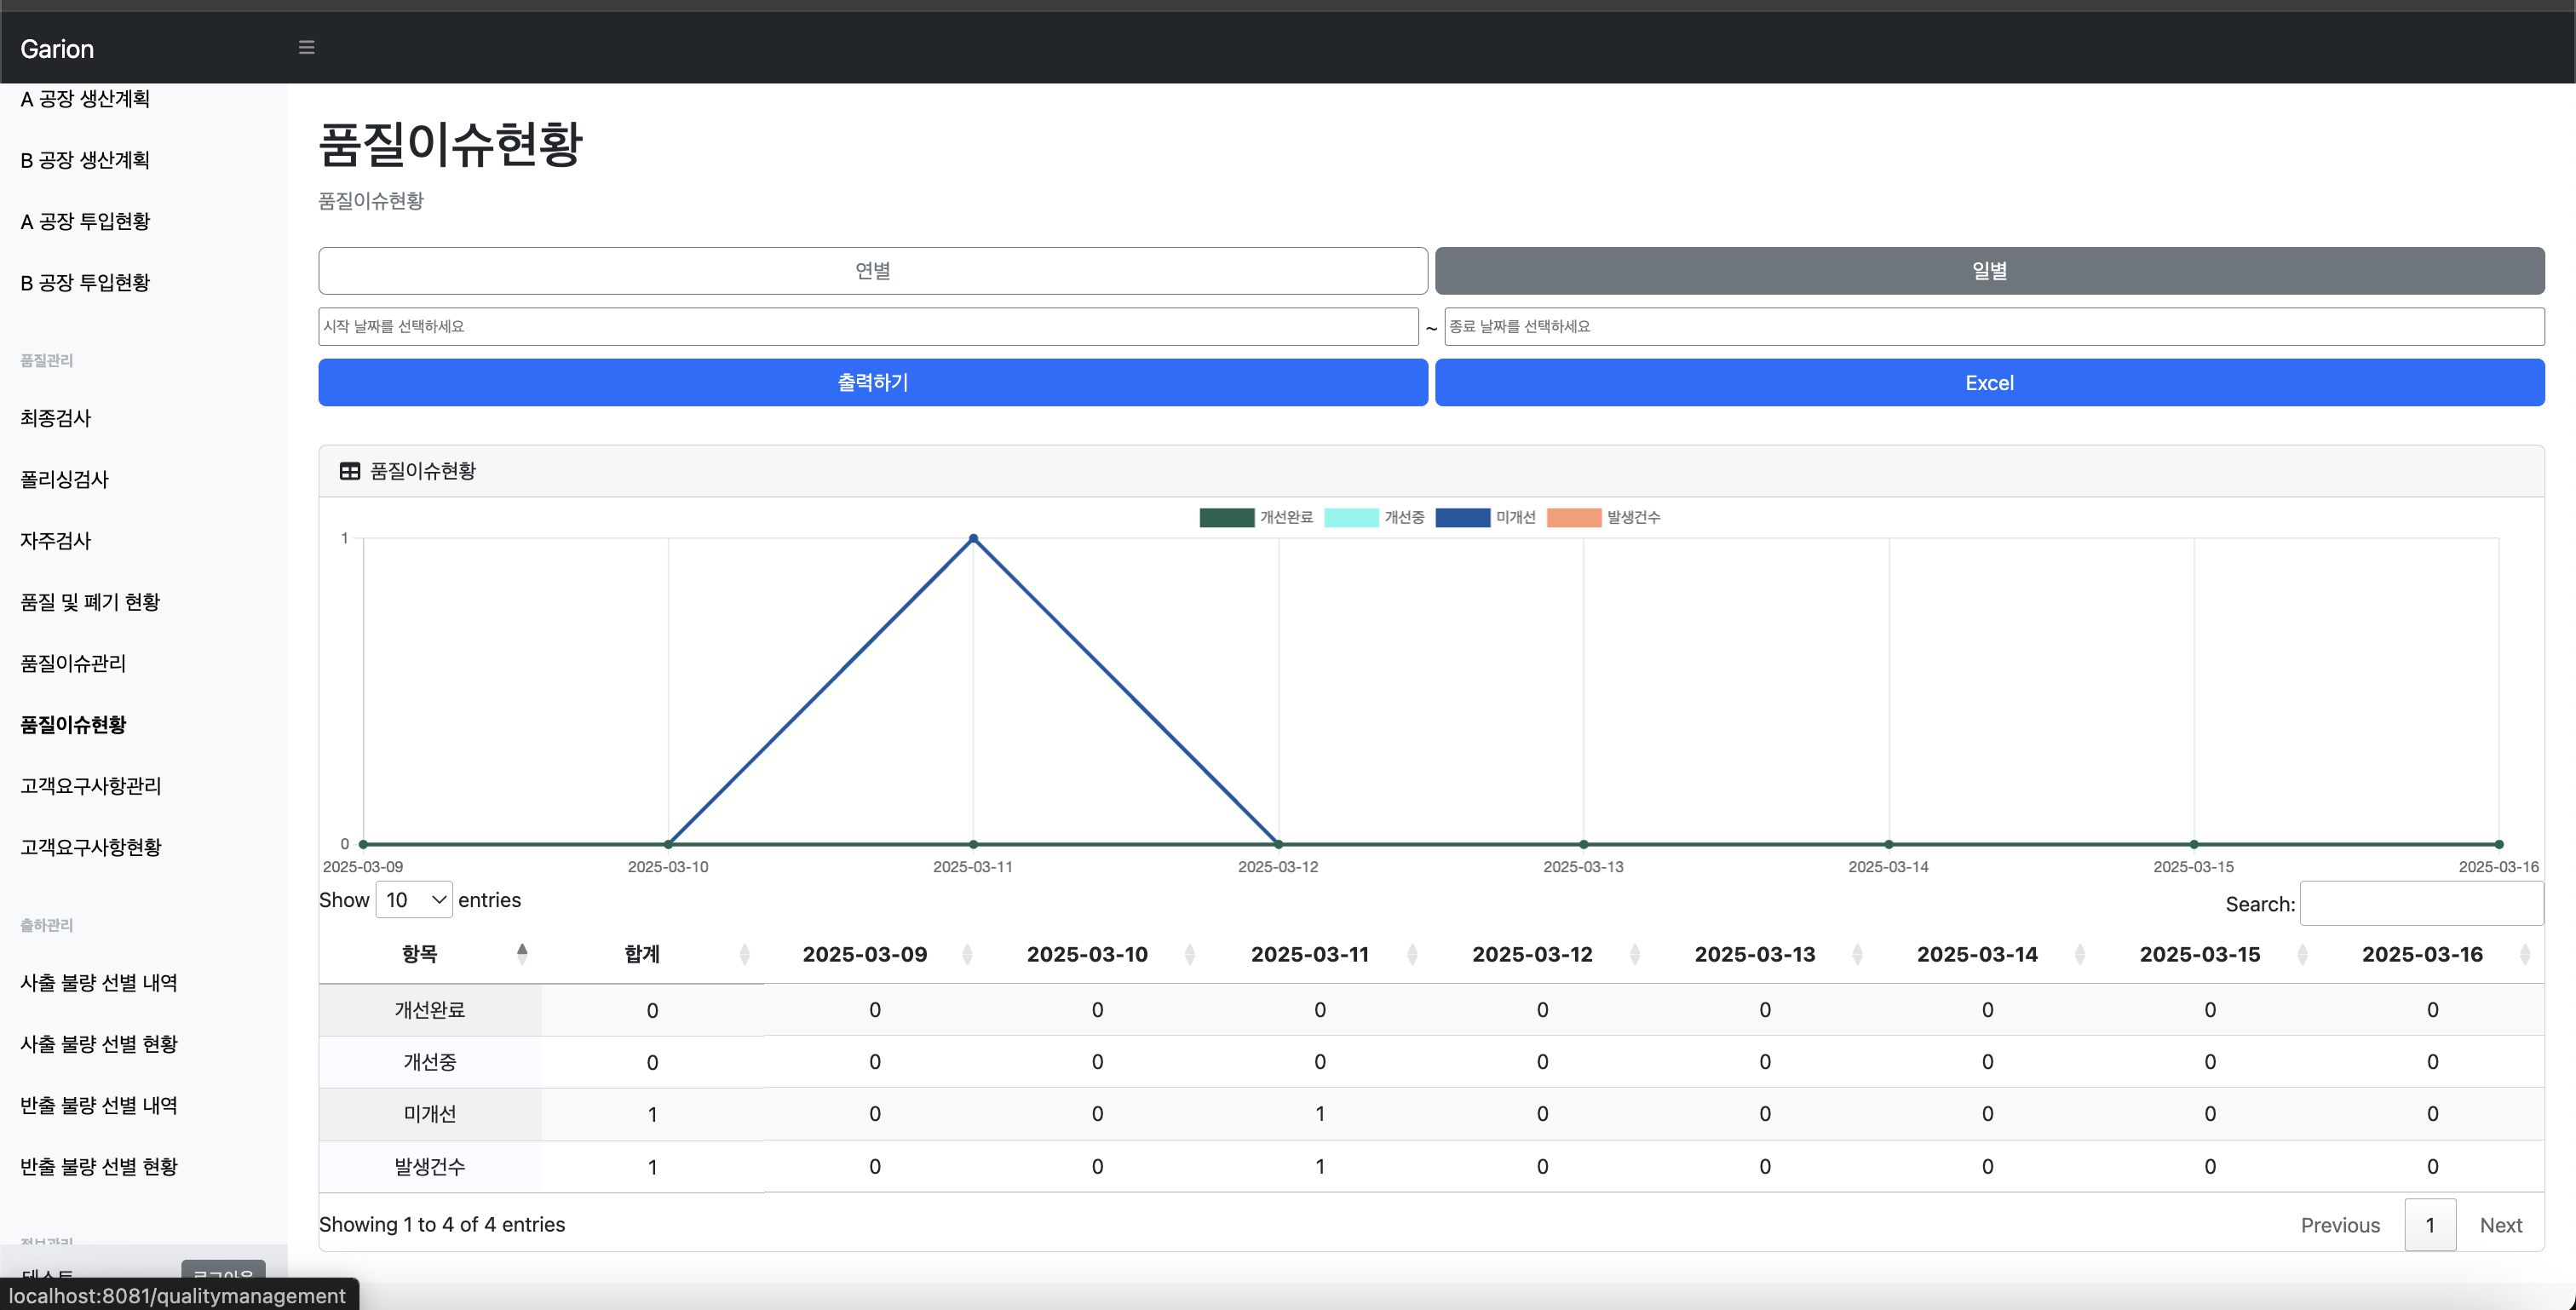 Garion
A 공장 생산계획
B 공장 생산계획
A 공장 투입현황
B 공장 투입현황
품질관리
최종검사
폴리싱검사
자주검사
품질 및 폐기 현황
품질이슈관리
품질이슈현황
고객요구사항관리
고객요구사항현황
출하관리
사출 불량 선별 내역
사출 불량 선별 현황
반출 불량 선별 내역
반출 불량 선별 현황
테스트
localhost:8081/qualitymanagement
품질이슈현황
품질이슈현황
연별 일별
시작 날짜를 선택하세요 ~ 종료 날짜를 선택하세요
출력하기 Excel
품질이슈현황
개선완료 개선중 미개선 발생건수
1
0
2025-03-09 2025-03-10 2025-03-11 2025-03-12 2025-03-13 2025-03-14 2025-03-15 2025-03-16
Show 10 entries Search:
항목 합계 2025-03-09 2025-03-10 2025-03-11 2025-03-12 2025-03-13 2025-03-14 2025-03-15 2025-03-16
개선완료 0 0 0 0 0 0 0 0 0
개선중 0 0 0 0 0 0 0 0 0
미개선 1 0 0 1 0 0 0 0 0
발생건수 1 0 0 1 0 0 0 0 0
Showing 1 to 4 of 4 entries Previous 1 Next